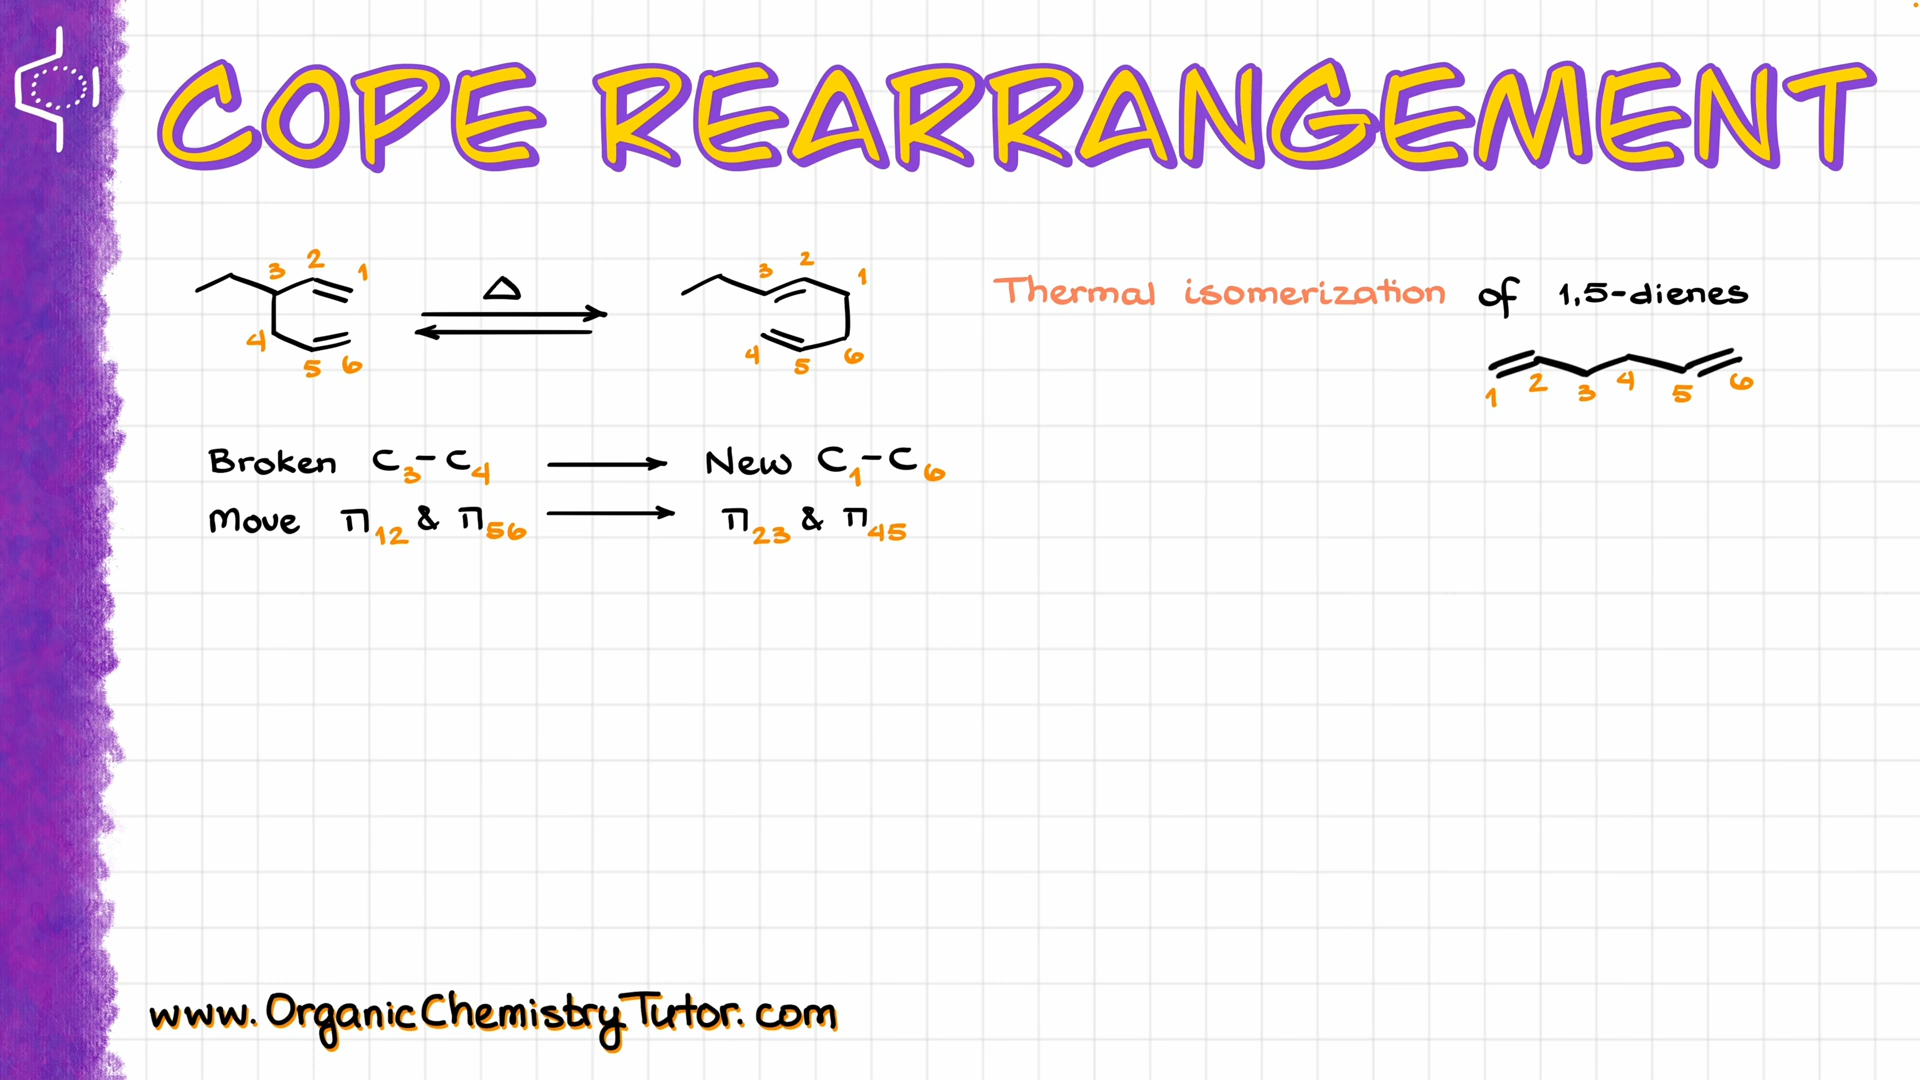 COPE REARRANGEMENT
3 2 1
4 5 6
Δ
3 2 1
4 5 6
Thermal isomerization of 1,5-dienes
1 2 3 4 5 6
Broken C₃-C₄ → New C₁-C₆
Move π₁₂ & π₅₆ → π₂₃ & π₄₅
www.OrganicChemistryTutor.com